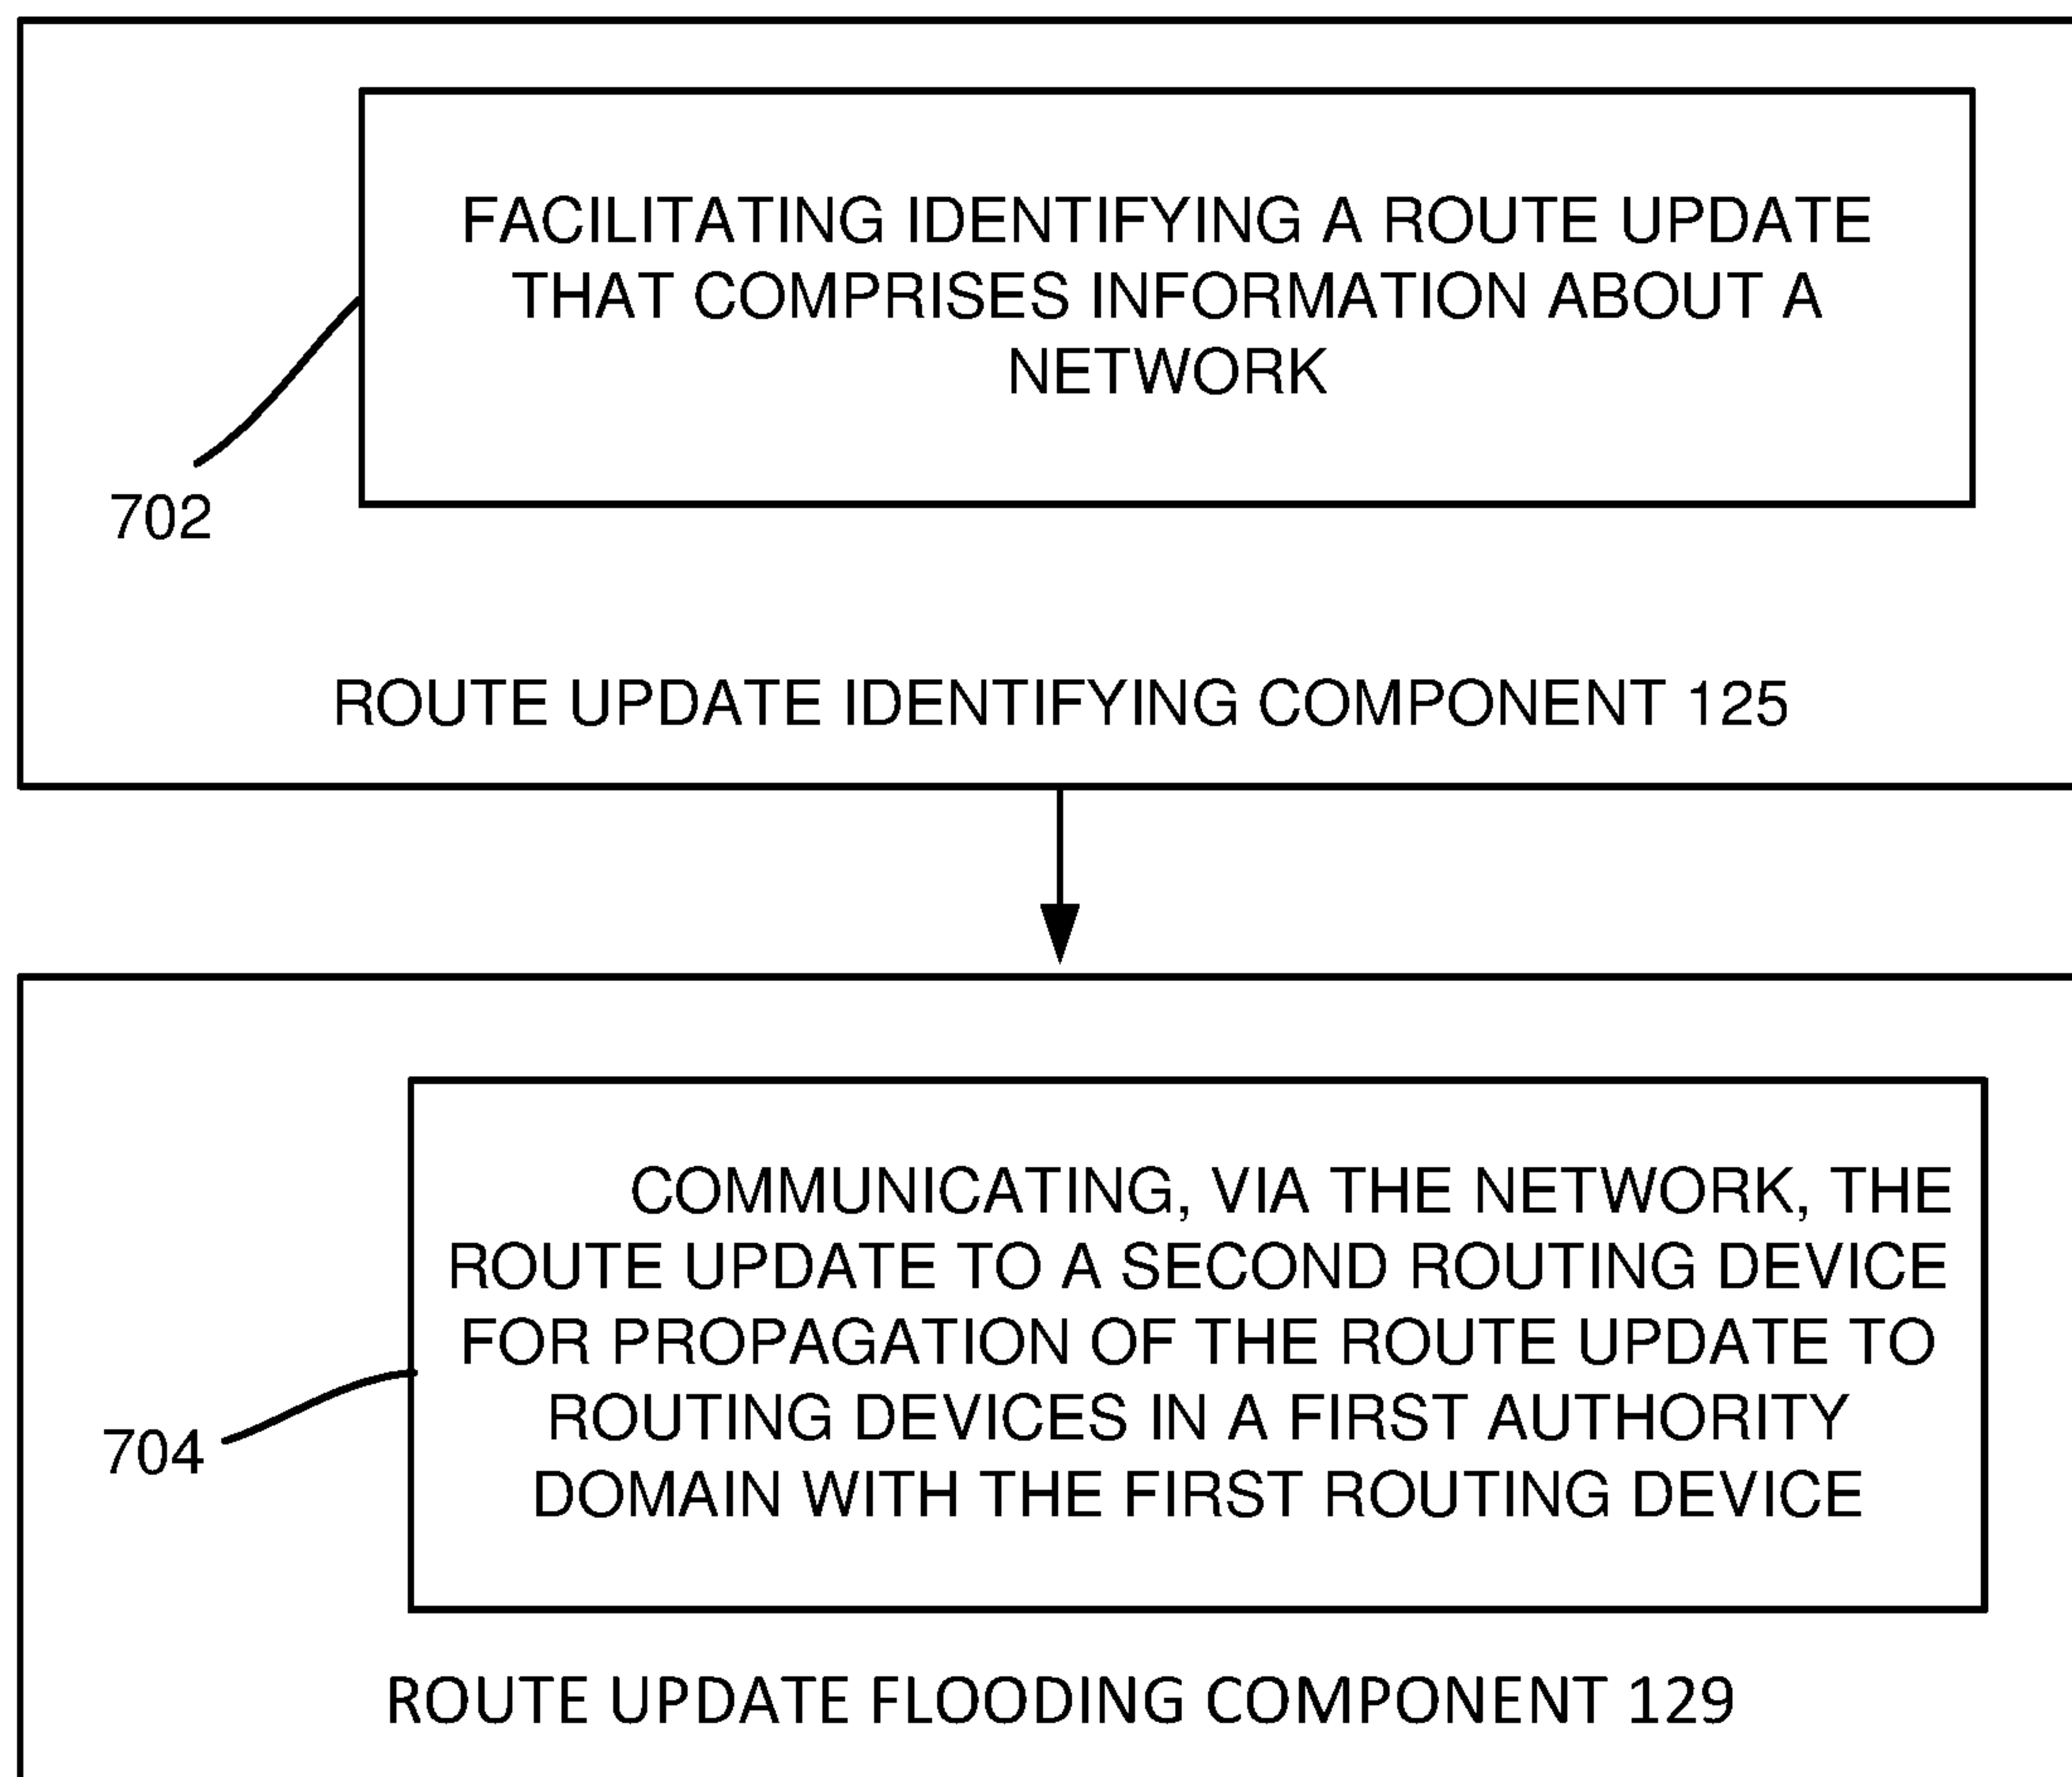 FACILITATING IDENTIFYING A ROUTE UPDATE
THAT COMPRISES INFORMATION ABOUT A
NETWORK
702
ROUTE UPDATE IDENTIFYING COMPONENT 125
COMMUNICATING, VIA THE NETWORK, THE
ROUTE UPDATE TO A SECOND ROUTING DEVICE
FOR PROPAGATION OF THE ROUTE UPDATE TO
ROUTING DEVICES IN A FIRST AUTHORITY
DOMAIN WITH THE FIRST ROUTING DEVICE
704
ROUTE UPDATE FLOODING COMPONENT 129